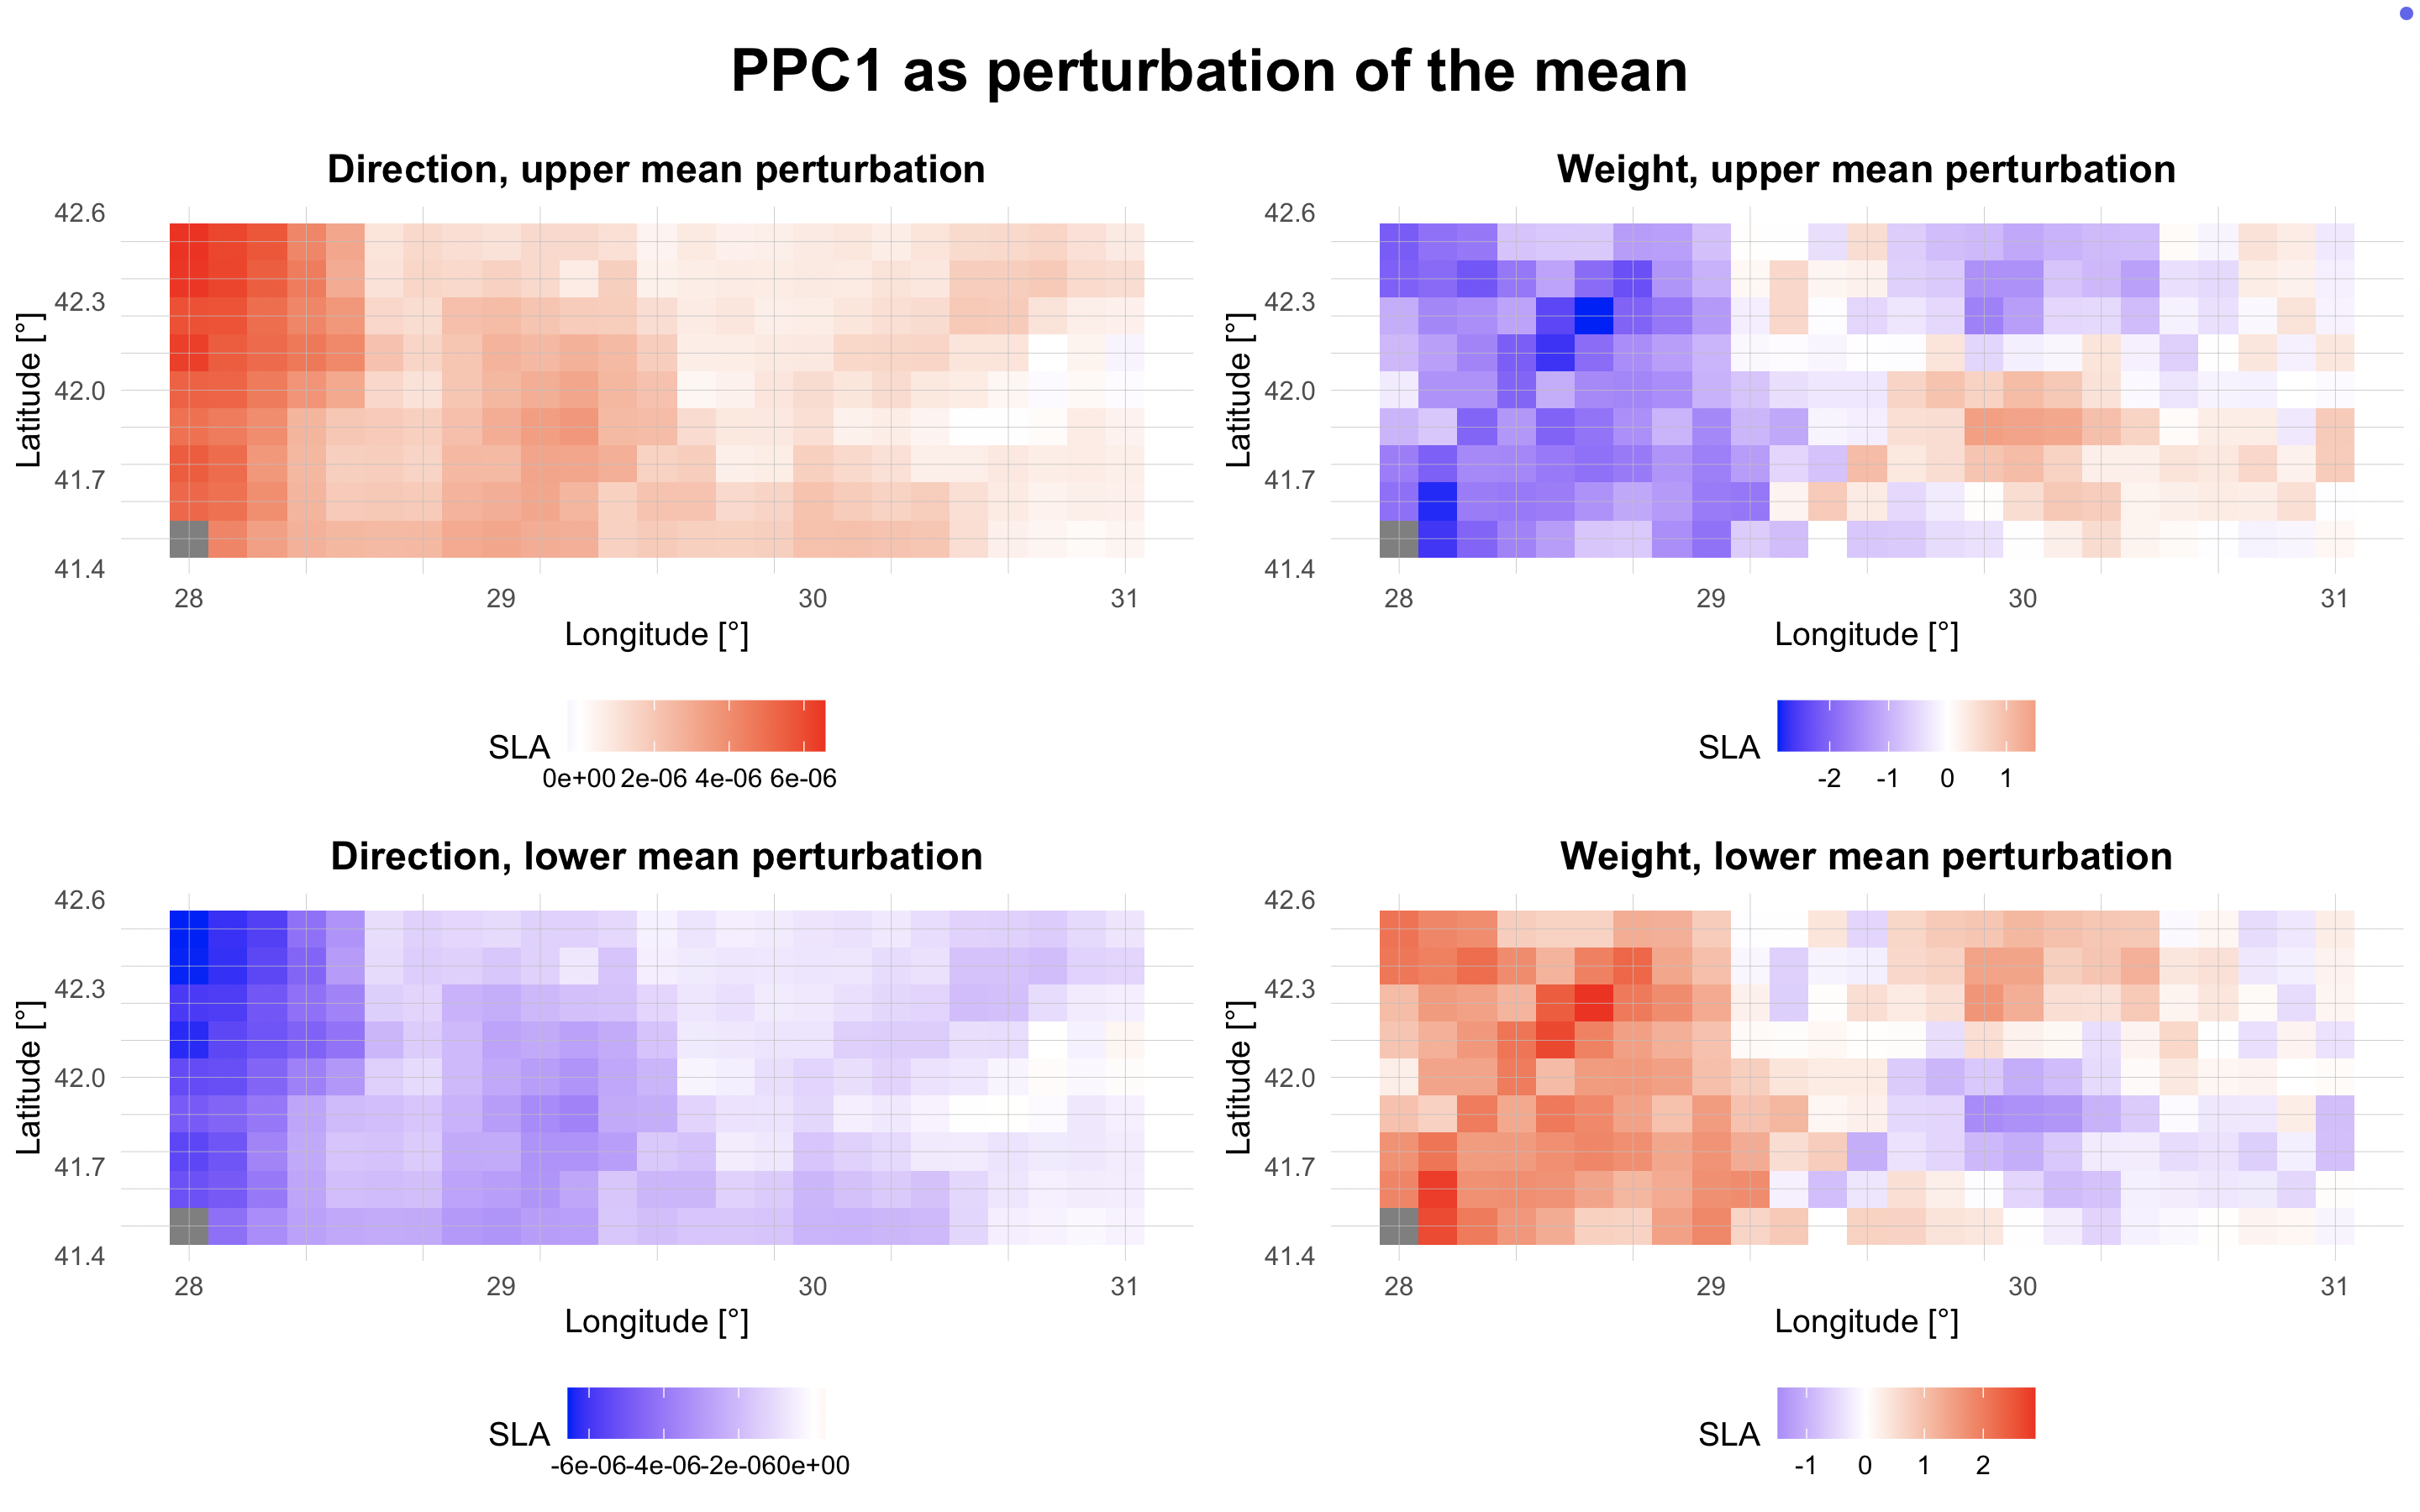 PPC1 as perturbation of the mean
Direction, upper mean perturbation
Weight, upper mean perturbation
Latitude [°]
42.6
42.3
42.0
41.7
41.4
28 29 30 31
Longitude [°]
SLA
0e+00 2e-06 4e-06 6e-06
Latitude [°]
42.6
42.3
42.0
41.7
41.4
28 29 30 31
Longitude [°]
SLA
-2 -1 0 1
Direction, lower mean perturbation
Weight, lower mean perturbation
Latitude [°]
42.6
42.3
42.0
41.7
41.4
28 29 30 31
Longitude [°]
SLA
-6e-06 -4e-06 -2e-06 0e+00
Latitude [°]
42.6
42.3
42.0
41.7
41.4
28 29 30 31
Longitude [°]
SLA
-1 0 1 2